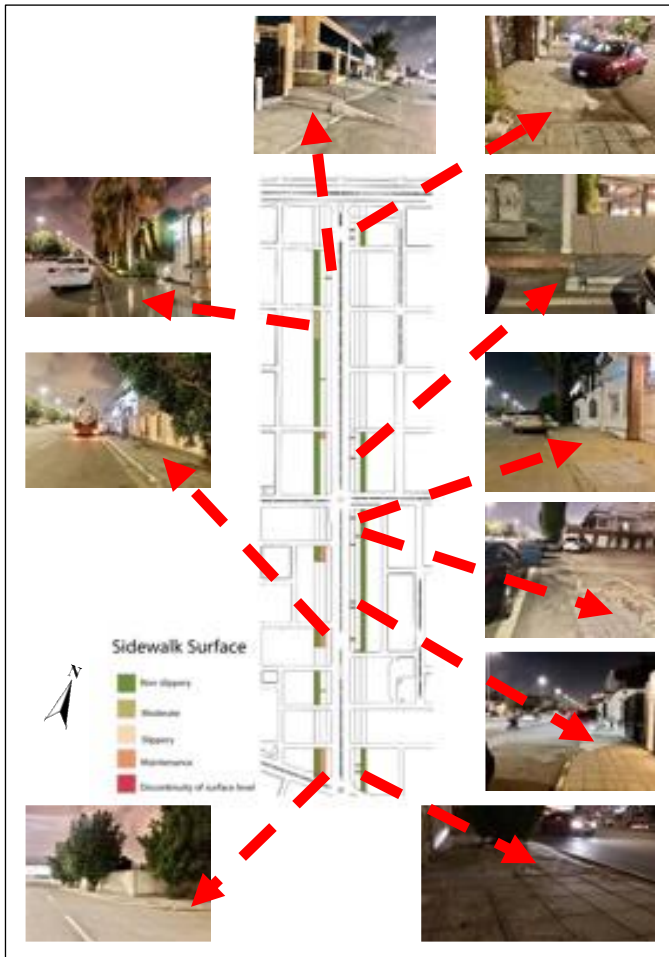 Sidewalk Surface
N
Non slippery
Moderate
Slippery
Maintenance
Discontinuity of surface level